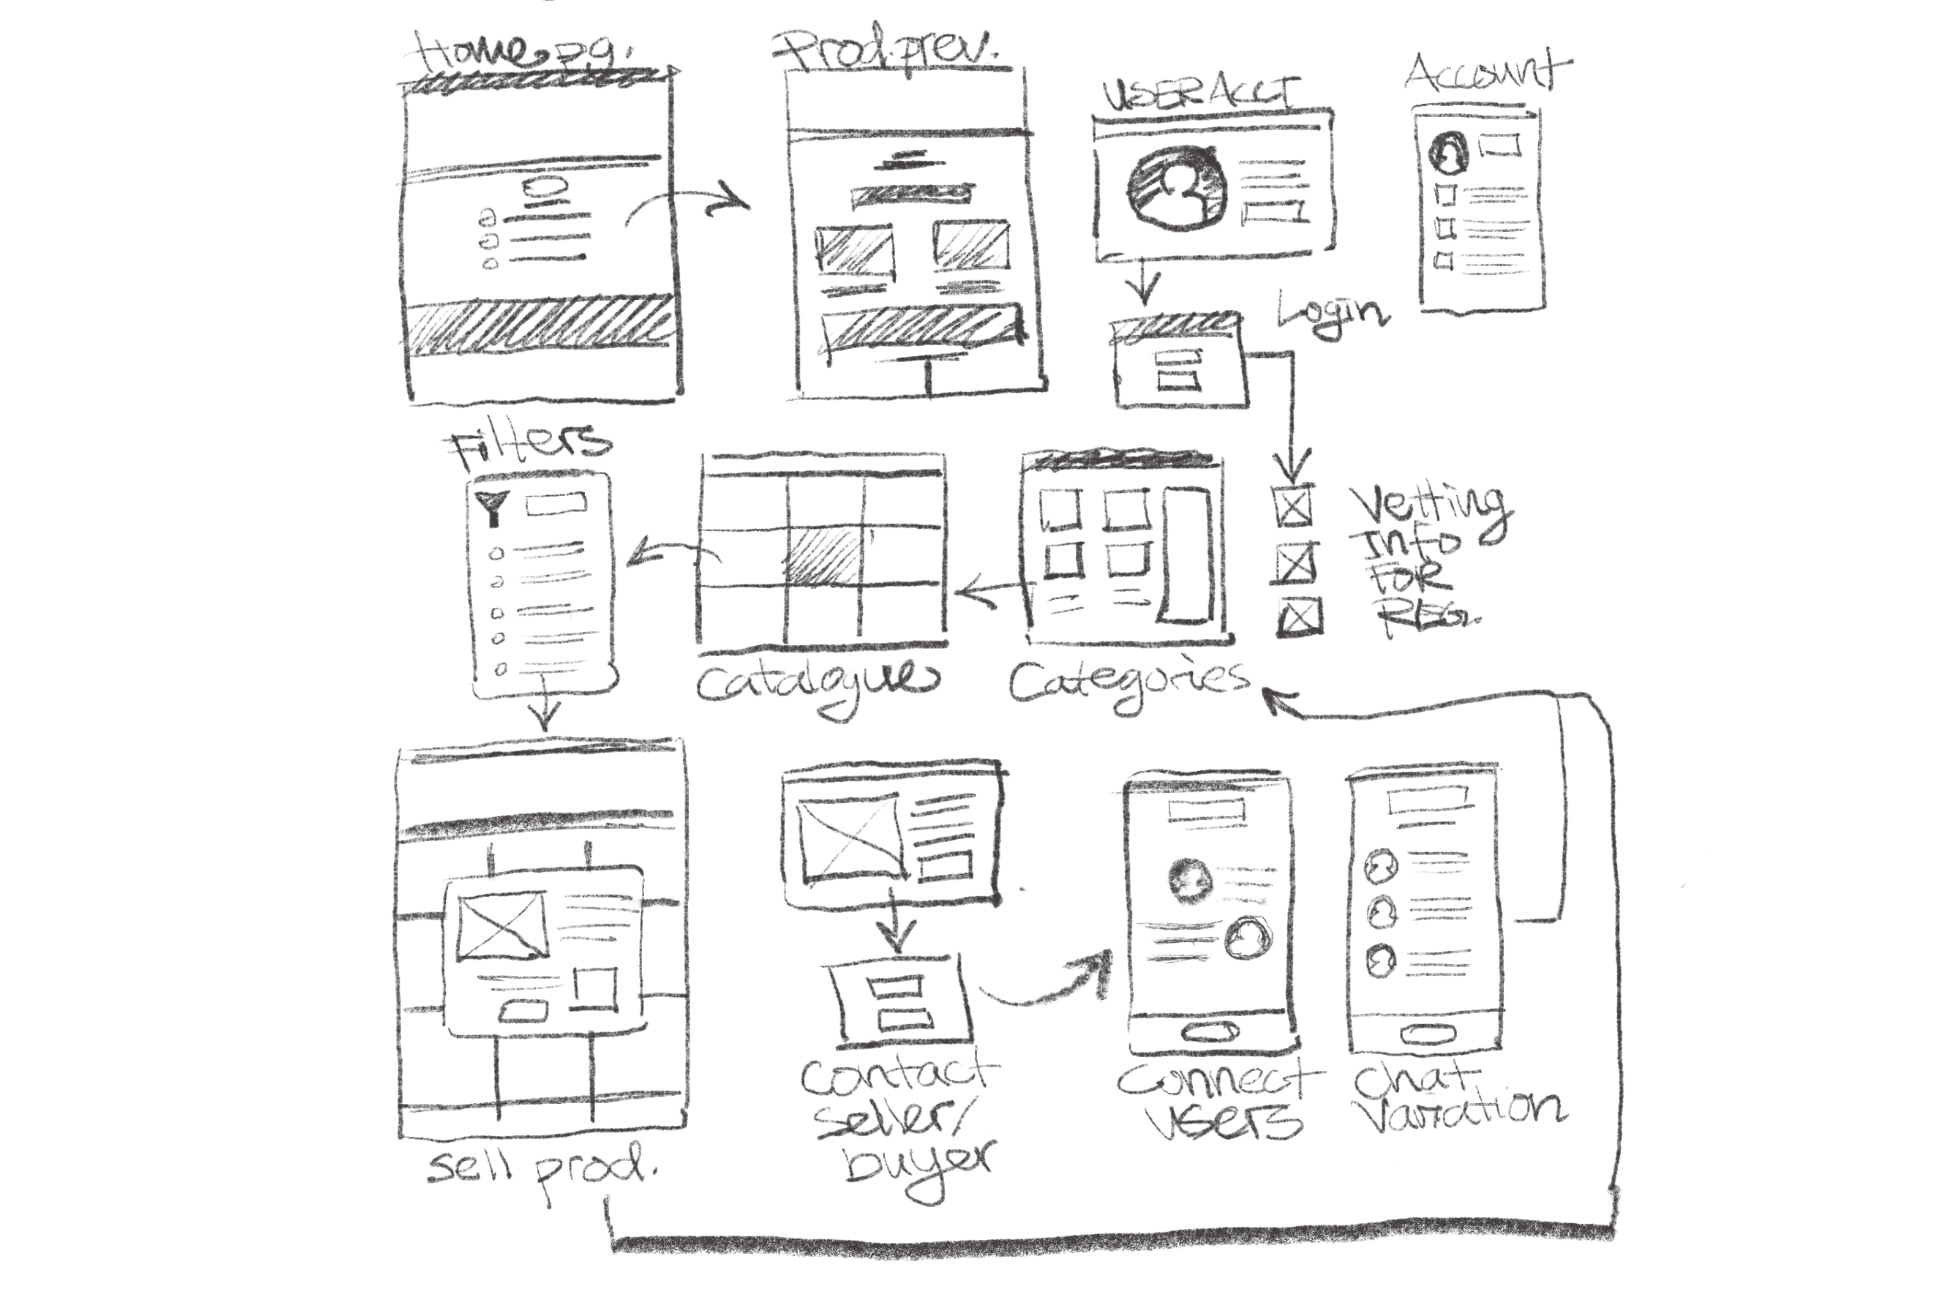 Home pg.
Prod. prev.
USER ACCT
Account
Login
Filters
Vetting
Info
FOR
REG.
Catalogue
Categories
sell prod.
contact
seller/
buyer
Connect
Users
Chat
Variation